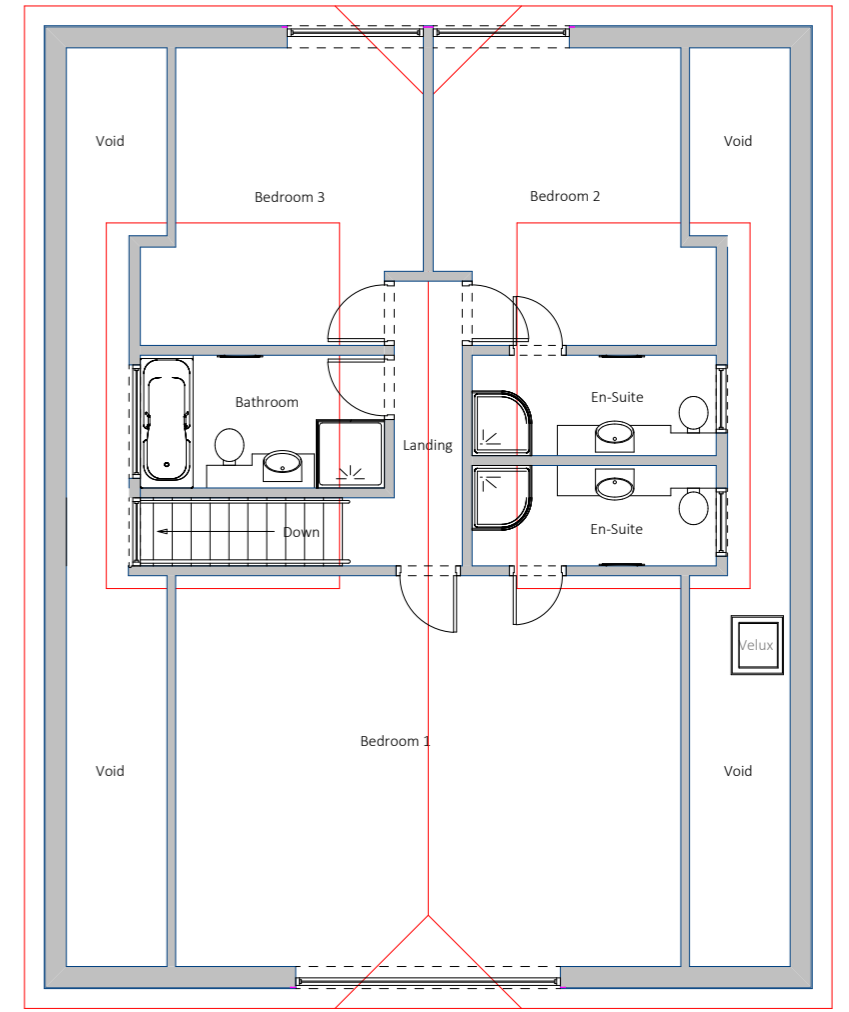 Void
Void
Bedroom 3
Bedroom 2
Bathroom
En-Suite
Landing
Down
En-Suite
Velux
Bedroom 1
Void
Void